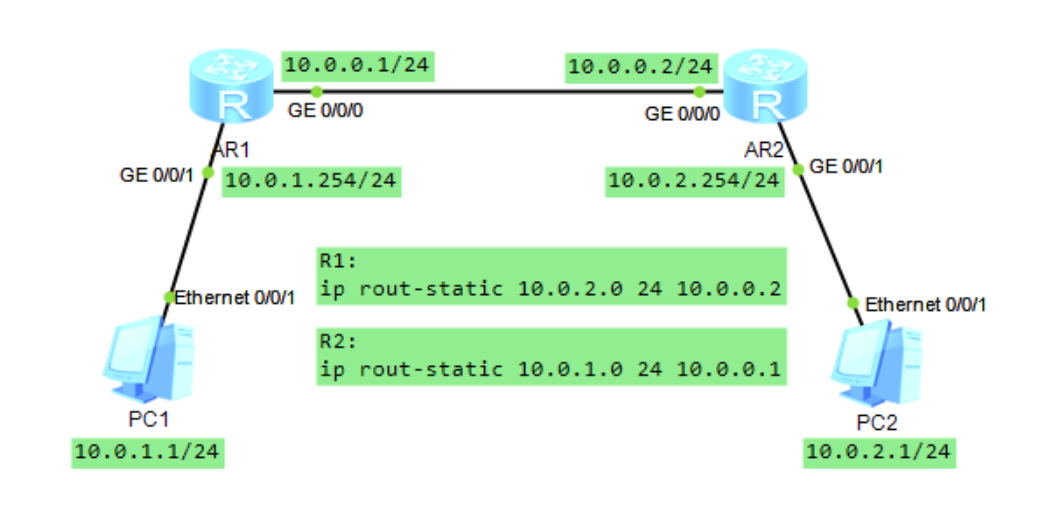 10.0.0.1/24
10.0.0.2/24
R
R
GE 0/0/0
GE 0/0/0
AR1
AR2
GE 0/0/1
10.0.1.254/24
10.0.2.254/24
GE 0/0/1
R1:
ip rout-static 10.0.2.0 24 10.0.0.2
Ethernet 0/0/1
Ethernet 0/0/1
R2:
ip rout-static 10.0.1.0 24 10.0.0.1
PC1
PC2
10.0.1.1/24
10.0.2.1/24